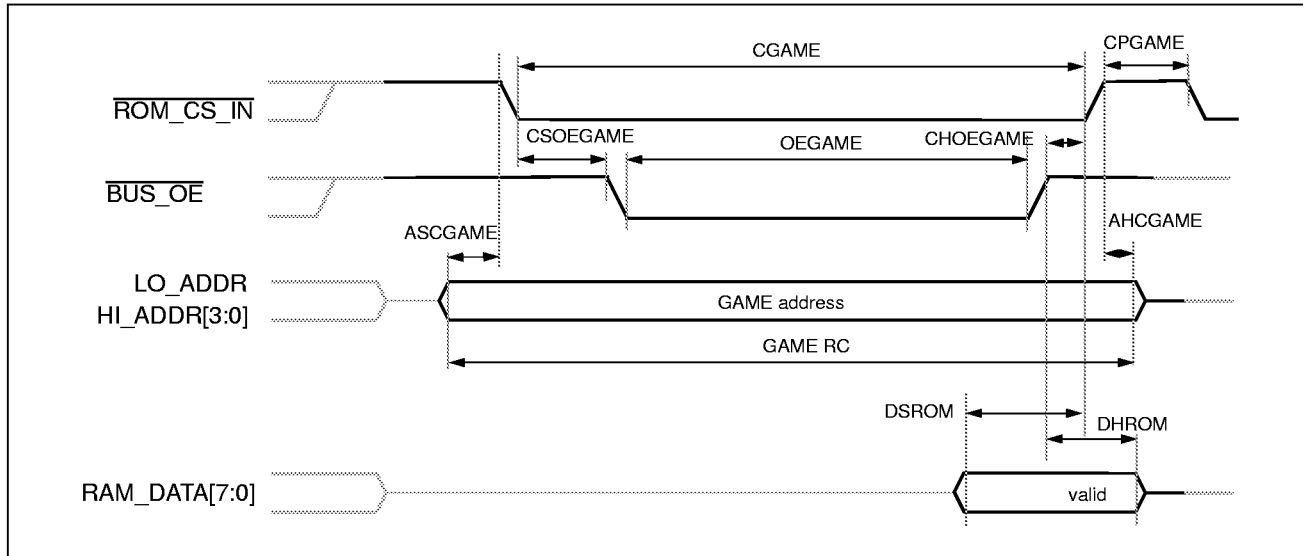 CGAME
CPGAME
ROM_CS_IN
CSOEGAME
OEGAME
CHOEGAME
BUS_OE
ASCGAME
AHCGAME
LO_ADDR
HI_ADDR[3:0]
GAME address
GAME RC
DSROM
DHROM
RAM_DATA[7:0]
valid